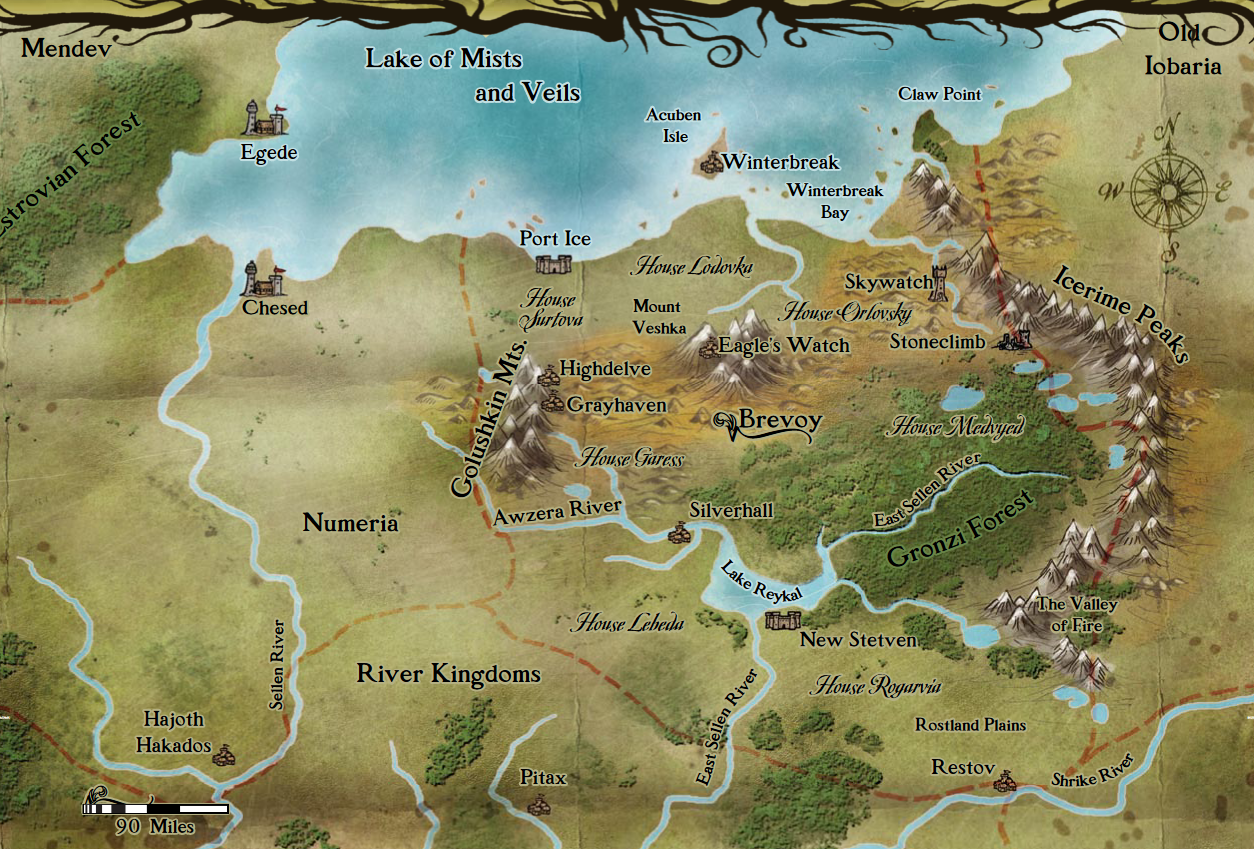 Mendev
Old
Iobaria
Lake of Mists
and Veils
Claw Point
Acuben
Isle
N
Egede
Winterbreak
Winterbreak
Bay
W
E
S
Port Ice
House Lodovka
Chesed
House
Surtova
Mount
Veshka
Skywatch
House Orlovsky
Icerime Peaks
Eagle's Watch
Stoneclimb
Highdelve
Grayhaven
Golushkin Mts.
Brevoy
House Medvyed
House Garess
East Sellen River
Numeria
Awzera River
Silverhall
Gronzi Forest
Lake Reykal
The Valley
of Fire
House Lebeda
New Stetven
Sellen River
River Kingdoms
House Rogarvia
Hajoth
Hakados
East Sellen River
Rostland Plains
Pitax
Restov
Shrike River
90 Miles